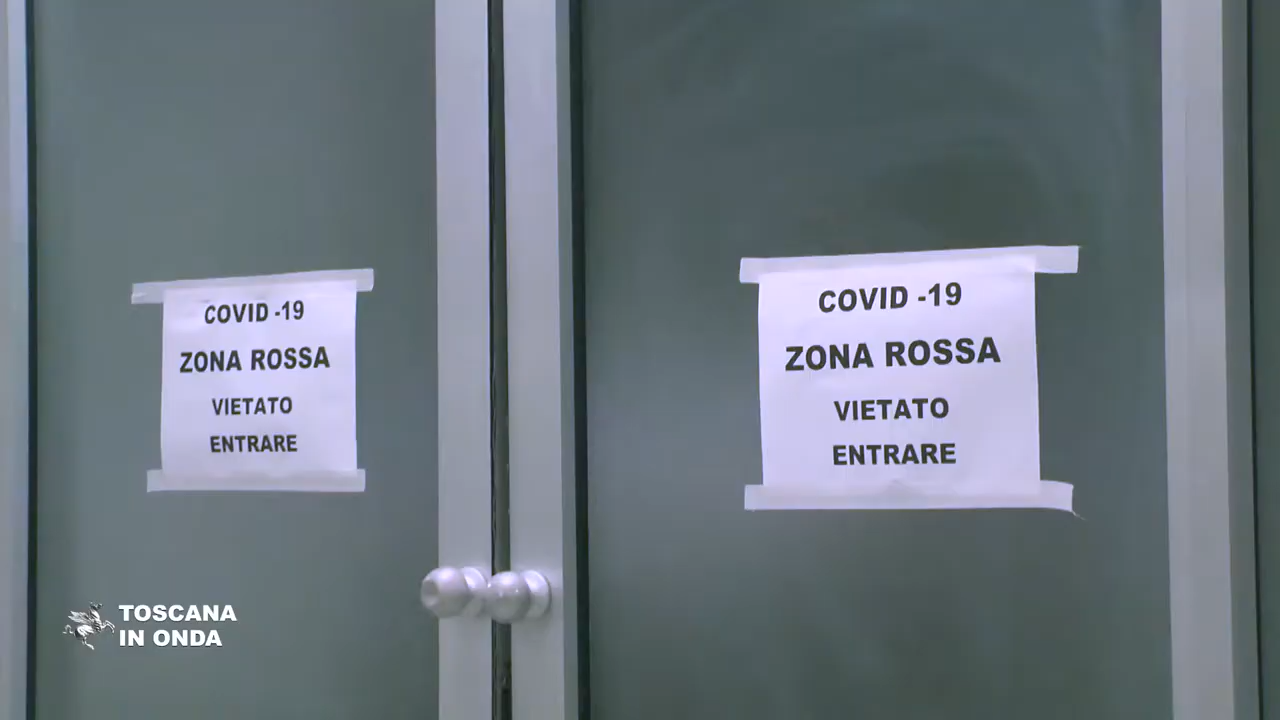 COVID -19
ZONA ROSSA
VIETATO
ENTRARE
COVID -19
ZONA ROSSA
VIETATO
ENTRARE
TOSCANA
IN ONDA